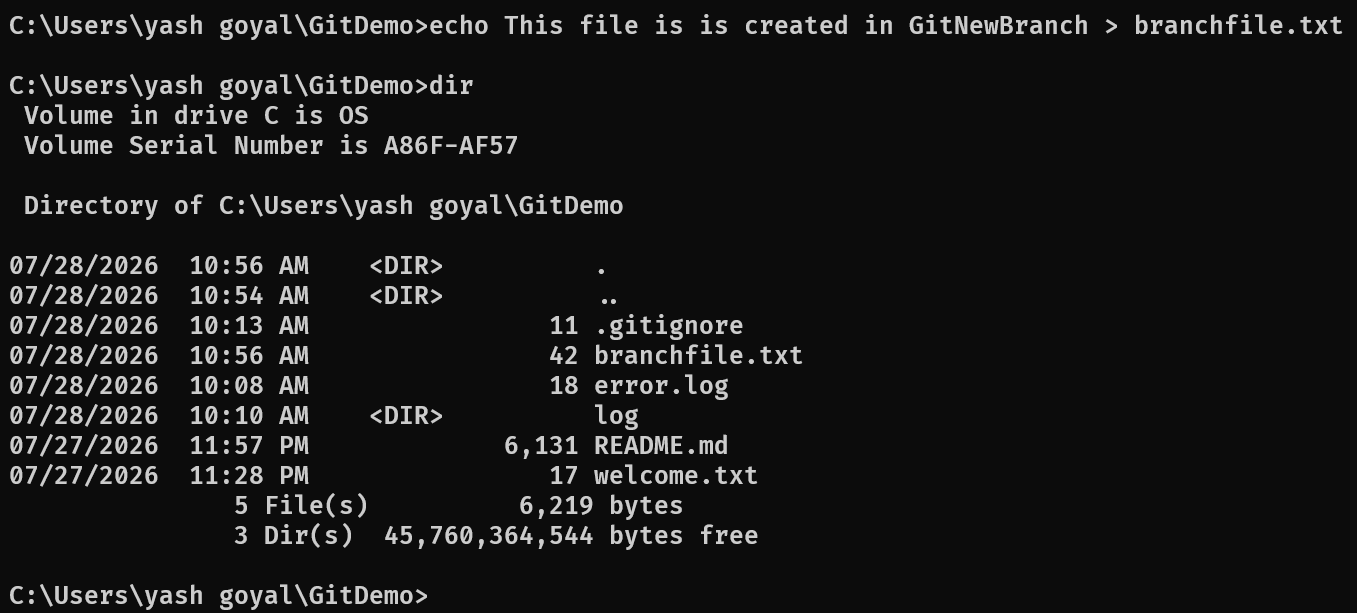 C:\Users\yash goyal\GitDemo>echo This file is is created in GitNewBranch > branchfile.txt
C:\Users\yash goyal\GitDemo>dir
 Volume in drive C is OS
 Volume Serial Number is A86F-AF57
 Directory of C:\Users\yash goyal\GitDemo
07/28/2026  10:56 AM    <DIR>          .
07/28/2026  10:54 AM    <DIR>          ..
07/28/2026  10:13 AM                11 .gitignore
07/28/2026  10:56 AM                42 branchfile.txt
07/28/2026  10:08 AM                18 error.log
07/28/2026  10:10 AM    <DIR>          log
07/27/2026  11:57 PM             6,131 README.md
07/27/2026  11:28 PM                17 welcome.txt
               5 File(s)          6,219 bytes
               3 Dir(s)  45,760,364,544 bytes free
C:\Users\yash goyal\GitDemo>